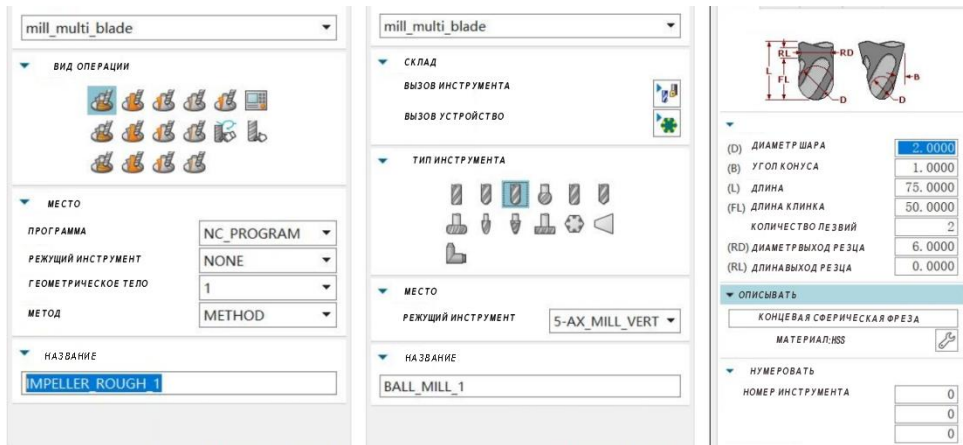 mill_multi_blade
ВИД ОПЕРАЦИИ
МЕСТО
ПРОГРАММА NC_PROGRAM
РЕЖУЩИЙ ИНСТРУМЕНТ NONE
ГЕОМЕТРИЧЕСКОЕ ТЕЛО 1
МЕТОД METHOD
НАЗВАНИЕ
IMPELLER_ROUGH_1
mill_multi_blade
СКЛАД
ВЫЗОВ ИНСТРУМЕНТА
ВЫЗОВ УСТРОЙСТВО
ТИП ИНСТРУМЕНТА
МЕСТО
РЕЖУЩИЙ ИНСТРУМЕНТ 5-AX_MILL_VERT
НАЗВАНИЕ
BALL_MILL_1
RL RD
L FL B
D D
(D) ДИАМЕТР ШАРА 2.0000
(B) УГОЛ КОНУСА 1.0000
(L) ДЛИНА 75.0000
(FL) ДЛИНА КЛИНКА 50.0000
КОЛИЧЕСТВО ЛЕЗВИЙ 2
(RD) ДИАМЕТР ВЫХОД РЕЗЦА 6.0000
(RL) ДЛИНА ВЫХОД РЕЗЦА 0.0000
ОПИСЫВАТЬ
КОНЦЕВАЯ СФЕРИЧЕСКАЯ ФРЕЗА
МАТЕРИАЛ:HSS
НУМЕРОВАТЬ
НОМЕР ИНСТРУМЕНТА 0
0
0